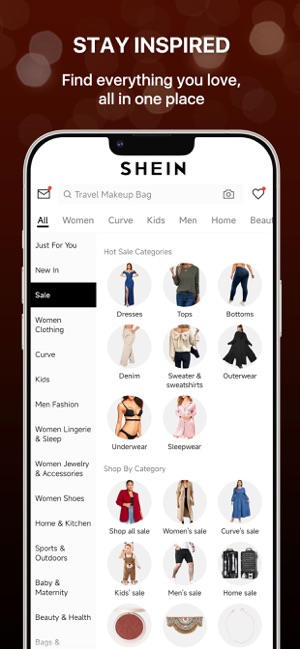 STAY INSPIRED
Find everything you love,
all in one place
SHEIN
Travel Makeup Bag
All Women Curve Kids Men Home Beaut
Just For You
New In
Sale
Women
Clothing
Curve
Kids
Men Fashion
Women Lingerie
& Sleep
Women Jewelry
& Accessories
Women Shoes
Home & Kitchen
Sports &
Outdoors
Baby &
Maternity
Beauty & Health
Bags &
Hot Sale Categories
Dresses Tops Bottoms
Denim Sweater & Outerwear
sweatshirts
Underwear Sleepwear
Shop By Category
Shop all sale Women's sale Curve's sale
Kids' sale Men's sale Home sale